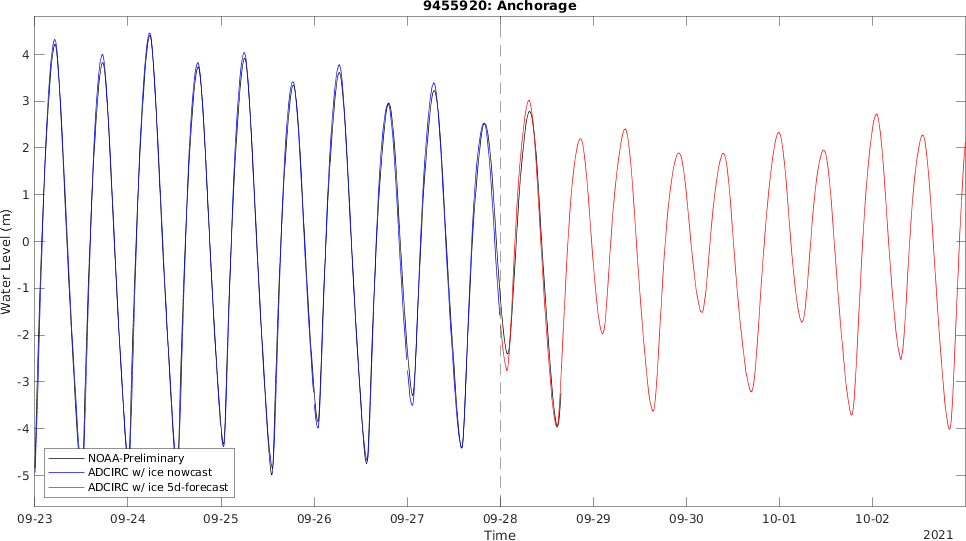 9455920: Anchorage
4
3
2
1
0
-1
-2
-3
-4
-5
Water Level (m)
NOAA-Preliminary
ADCIRC w/ ice nowcast
ADCIRC w/ ice 5d-forecast
09-23 09-24 09-25 09-26 09-27 09-28 09-29 09-30 10-01 10-02
Time
2021